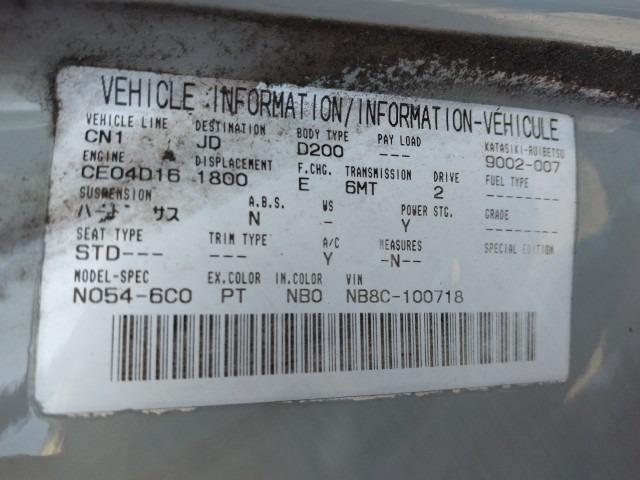 VEHICLE INFORMATION/INFORMATION-VÉHICULE
VEHICLE LINE DESTINATION BODY TYPE PAY LOAD KATASIKI-RUIBETSU
CN1 JD D200 --- 9002-007
ENGINE DISPLACEMENT F.CHG. TRANSMISSION DRIVE FUEL TYPE
CE04D16 1800 E 6MT 2 ---
SUSPENSION A.B.S. WS POWER STG. GRADE
ハード サス N - Y ---
SEAT TYPE TRIM TYPE A/C MEASURES SPECIAL EDITION
STD--- --- Y -N--
MODEL-SPEC EX.COLOR IN.COLOR VIN
N054-6C0 PT NB0 NB8C-100718